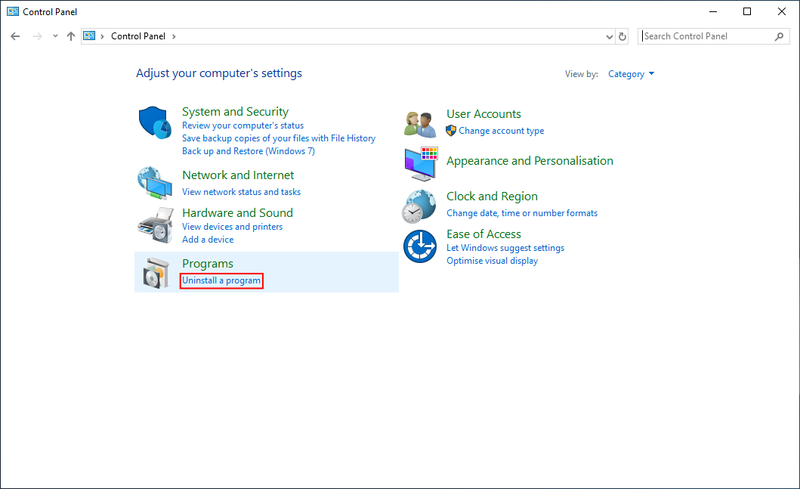 Control Panel
Control Panel
Search Control Panel
Adjust your computer's settings
View by: Category
System and Security
Review your computer's status
Save backup copies of your files with File History
Back up and Restore (Windows 7)
Network and Internet
View network status and tasks
Hardware and Sound
View devices and printers
Add a device
Programs
Uninstall a program
User Accounts
Change account type
Appearance and Personalisation
Clock and Region
Change date, time or number formats
Ease of Access
Let Windows suggest settings
Optimise visual display